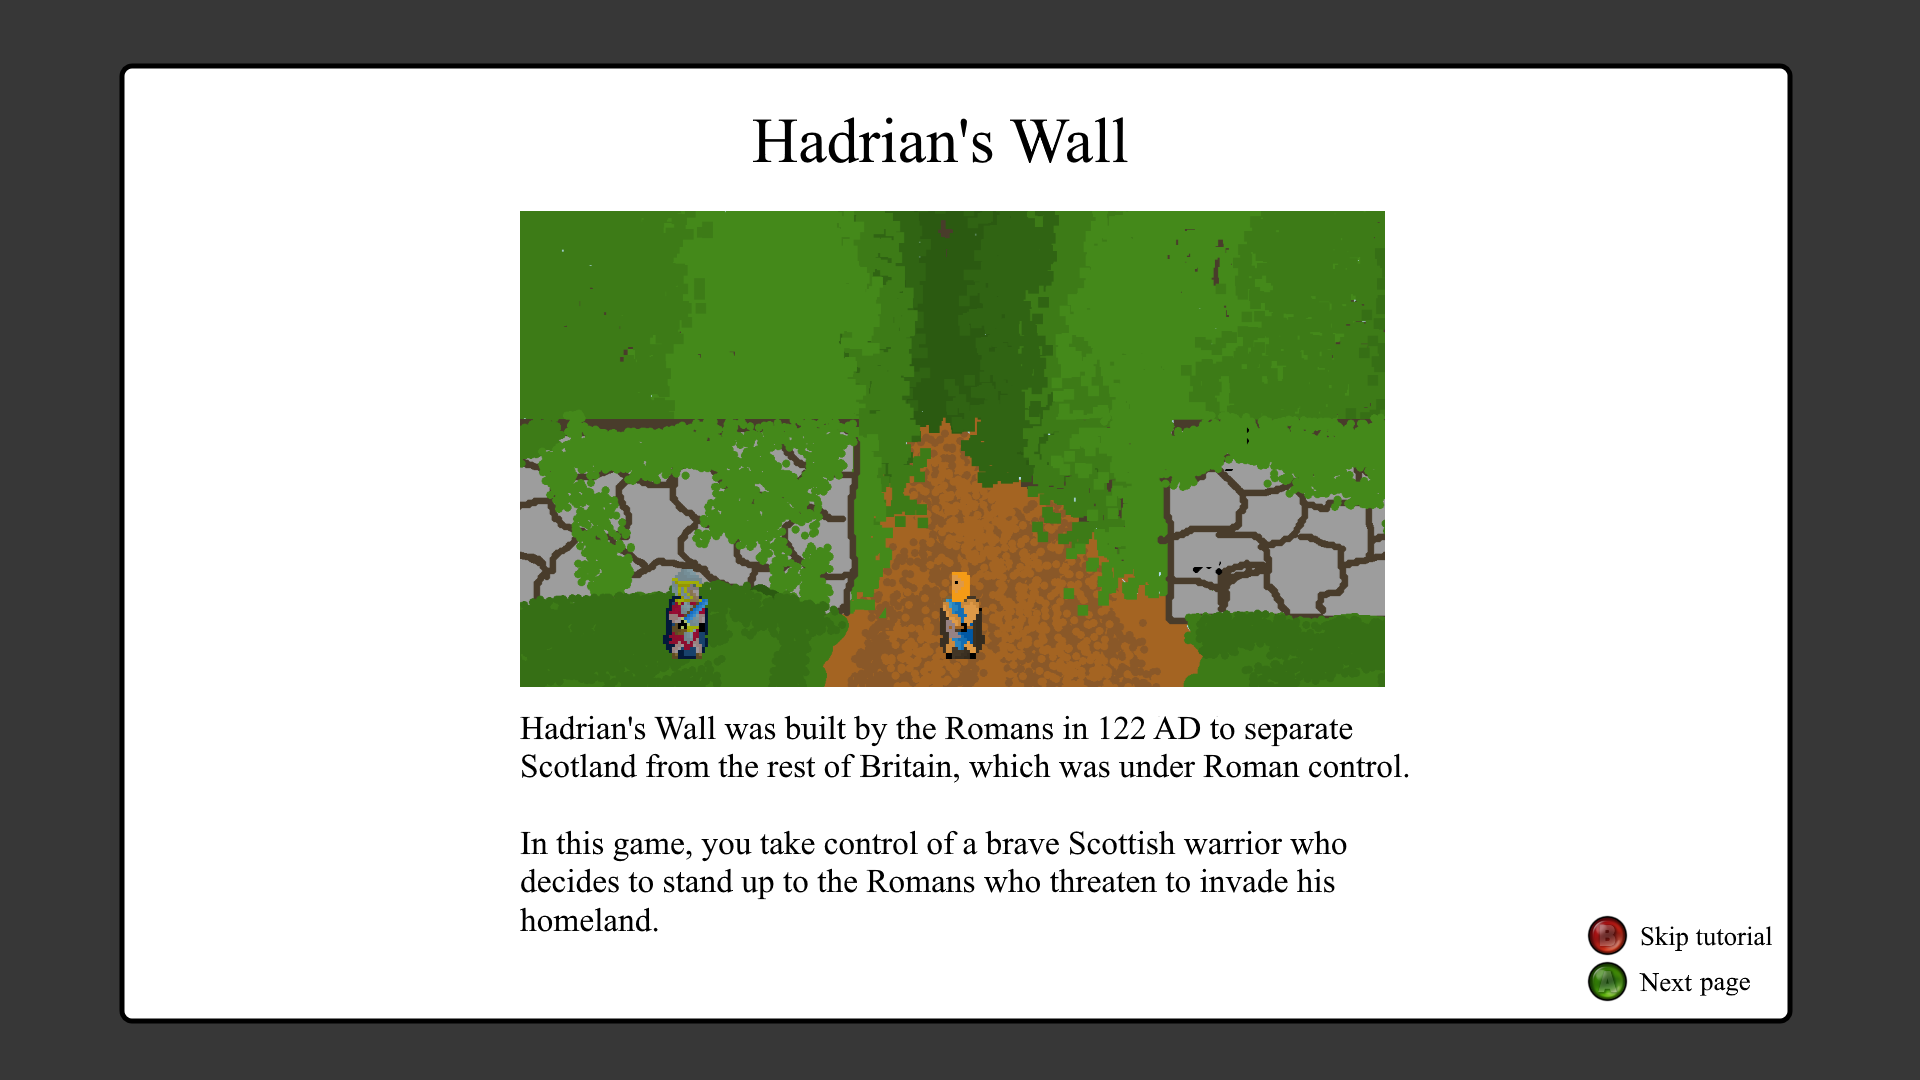 Hadrian's Wall
Hadrian's Wall was built by the Romans in 122 AD to separate
Scotland from the rest of Britain, which was under Roman control.
In this game, you take control of a brave Scottish warrior who
decides to stand up to the Romans who threaten to invade his
homeland.
B Skip tutorial
A Next page